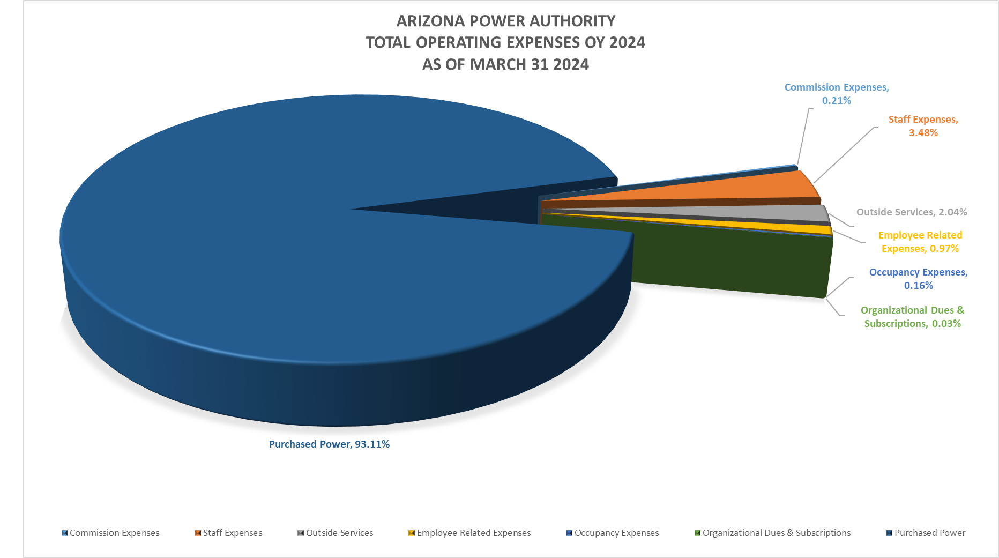 ARIZONA POWER AUTHORITY
TOTAL OPERATING EXPENSES OY 2024
AS OF MARCH 31 2024
Commission Expenses,
0.21%
Staff Expenses,
3.48%
Outside Services, 2.04%
Employee Related
Expenses, 0.97%
Occupancy Expenses,
0.16%
Organizational Dues &
Subscriptions, 0.03%
Purchased Power, 93.11%
Commission Expenses
Staff Expenses
Outside Services
Employee Related Expenses
Occupancy Expenses
Organizational Dues & Subscriptions
Purchased Power